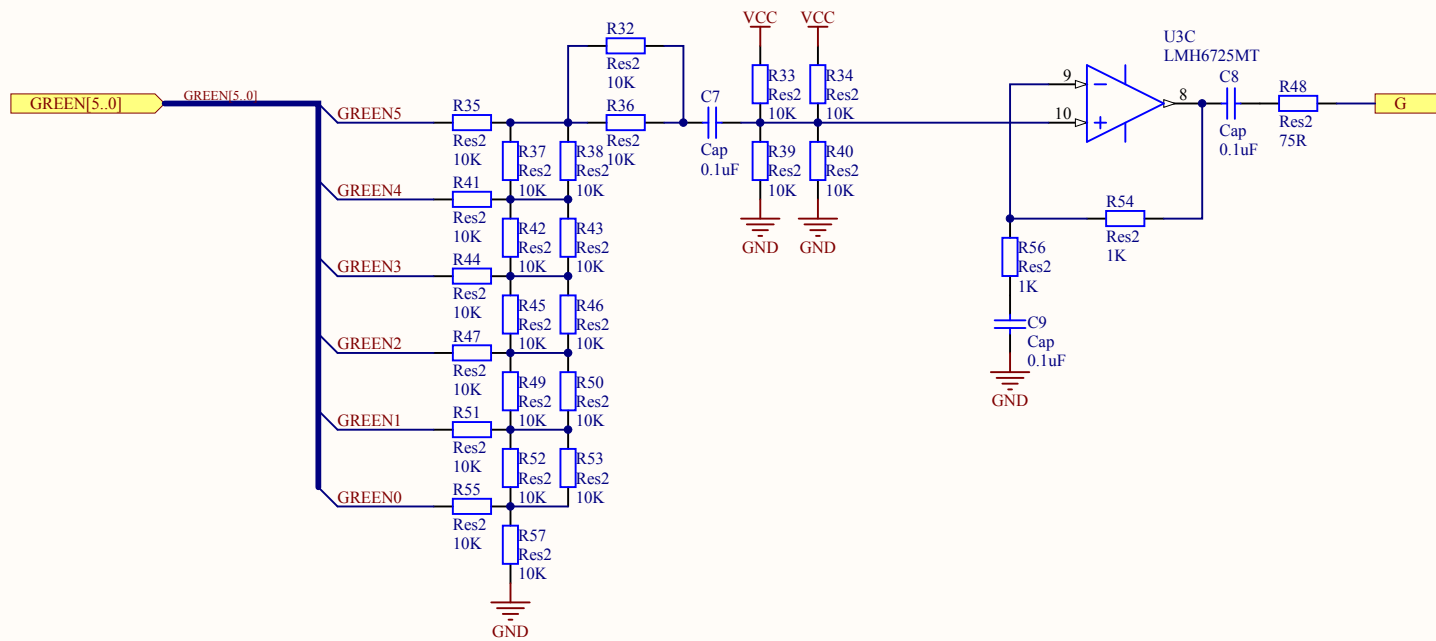 GREEN[5..0]
GREEN[5..0]
GREEN5
GREEN4
GREEN3
GREEN2
GREEN1
GREEN0
R35
Res2
10K
R41
Res2
10K
R44
Res2
10K
R47
Res2
10K
R51
Res2
10K
R55
Res2
10K
R37
Res2
10K
R38
Res2
10K
R42
Res2
10K
R43
Res2
10K
R45
Res2
10K
R46
Res2
10K
R49
Res2
10K
R50
Res2
10K
R52
Res2
10K
R53
Res2
10K
R57
Res2
10K
GND
R32
Res2
10K
R36
Res2
10K
C7
Cap
0.1uF
VCC
R33
Res2
10K
VCC
R34
Res2
10K
R39
Res2
10K
R40
Res2
10K
GND
GND
U3C
LMH6725MT
9
10
8
C8
Cap
0.1uF
R48
Res2
75R
G
R54
Res2
1K
R56
Res2
1K
C9
Cap
0.1uF
GND